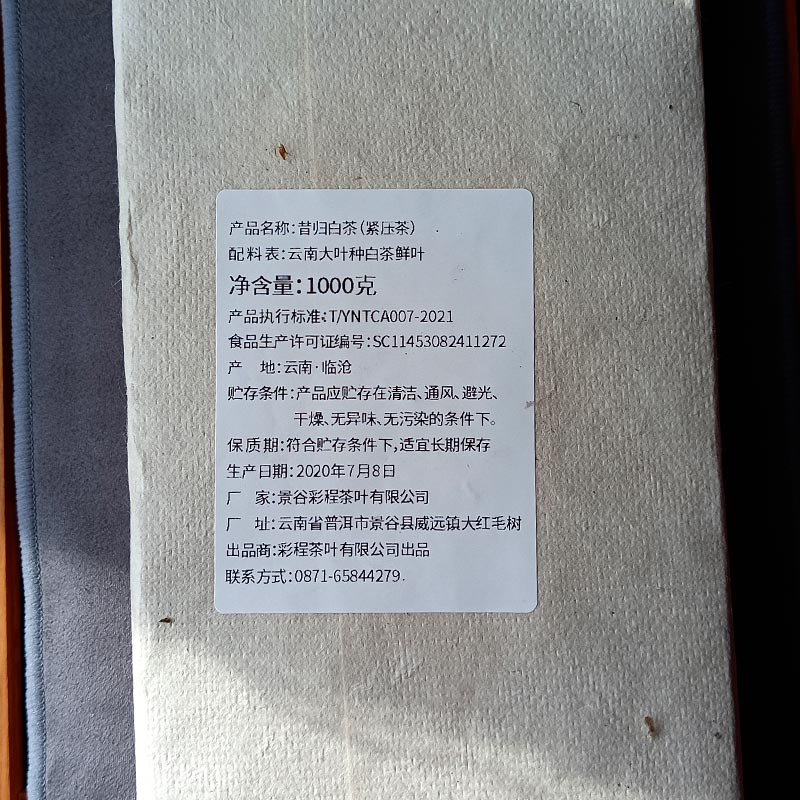 产品名称:昔归白茶(紧压茶)
配料表:云南大叶种白茶鲜叶
净含量:1000克
产品执行标准:T/YNTCA007-2021
食品生产许可证编号:SC11453082411272
产 地:云南·临沧
贮存条件:产品应贮存在清洁、通风、避光、
干燥、无异味、无污染的条件下。
保质期:符合贮存条件下,适宜长期保存
生产日期:2020年7月8日
厂 家:景谷彩程茶叶有限公司
厂 址:云南省普洱市景谷县威远镇大红毛树
出品商:彩程茶叶有限公司出品
联系方式:0871-65844279.